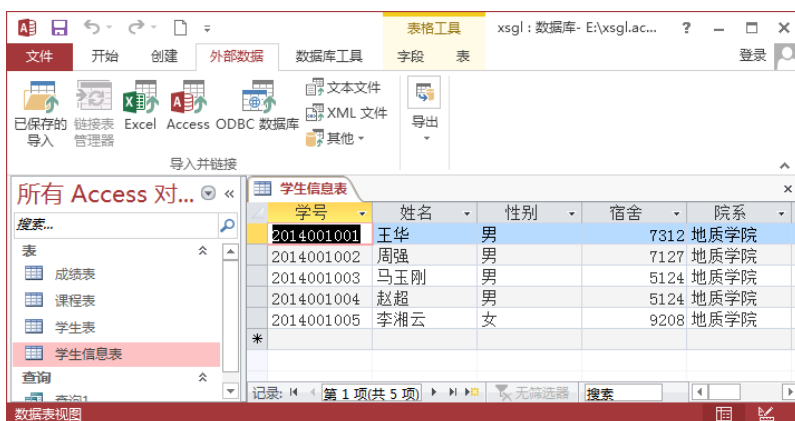 表格工具 xsgl : 数据库- E:\xsgl.ac... ?
文件 开始 创建 外部数据 数据库工具 字段 表 登录
已保存的导入 链接表管理器 Excel Access ODBC 数据库 文本文件 XML 文件 其他 导出
导入并链接
所有 Access 对... «
搜索...
表
成绩表
课程表
学生表
学生信息表
查询
查询1
学生信息表
学号 姓名 性别 宿舍 院系
2014001001 王华 男 7312 地质学院
2014001002 周强 男 7127 地质学院
2014001003 马玉刚 男 5124 地质学院
2014001004 赵超 男 5124 地质学院
2014001005 李湘云 女 9208 地质学院
记录: 第 1 项(共 5 项) 无筛选器 搜索
数据表视图